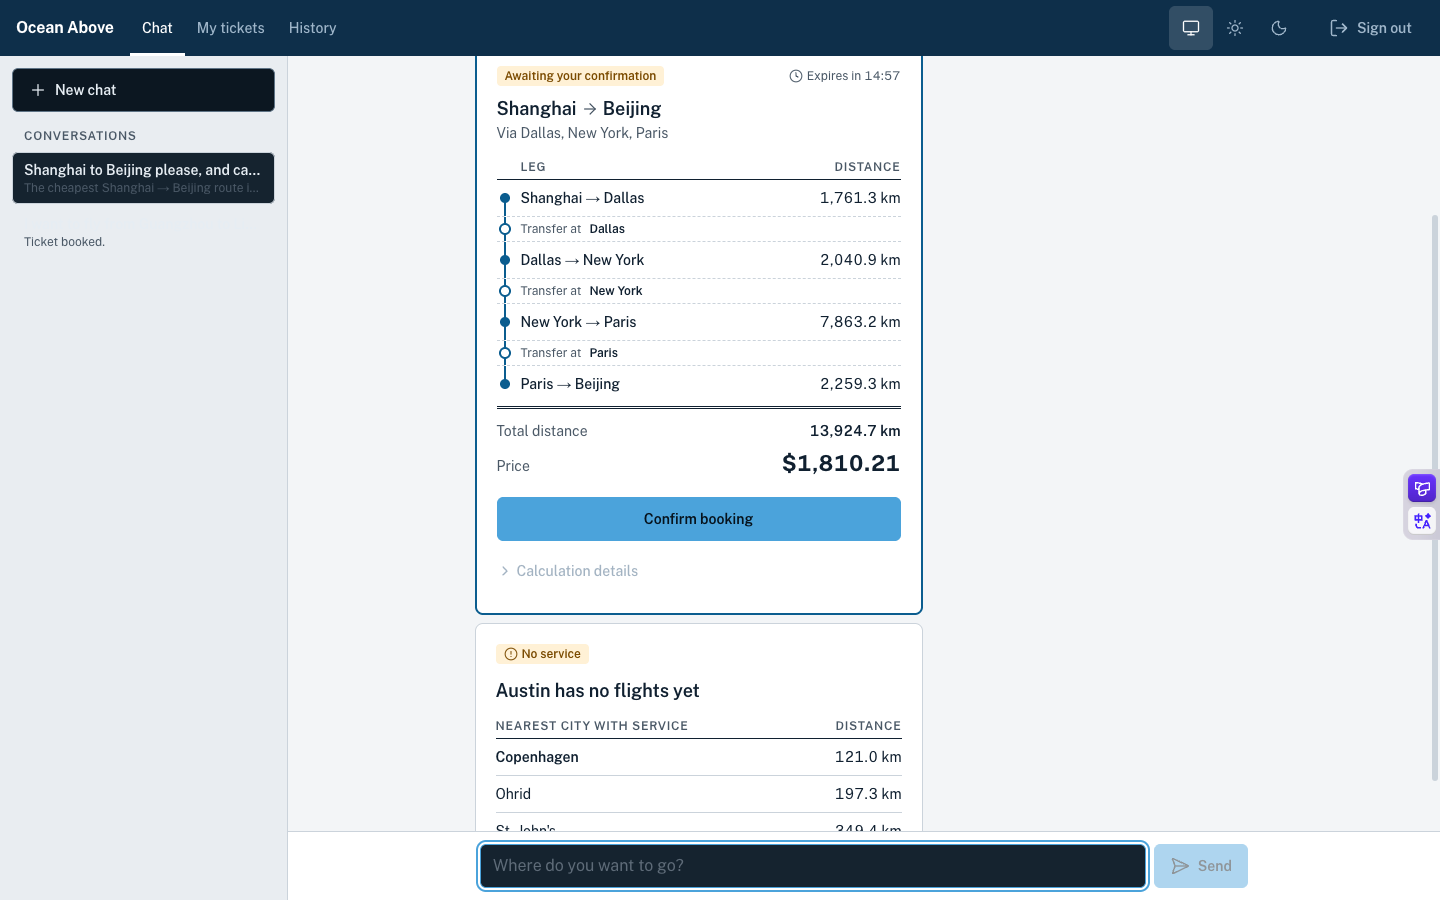 Ocean Above
Chat
My tickets
History
Sign out
New chat
CONVERSATIONS
Shanghai to Beijing please, and ca...
The cheapest Shanghai → Beijing route i...
Ticket booked.
Awaiting your confirmation
Expires in 14:57
Shanghai → Beijing
Via Dallas, New York, Paris
LEG DISTANCE
Shanghai → Dallas 1,761.3 km
Transfer at Dallas
Dallas → New York 2,040.9 km
Transfer at New York
New York → Paris 7,863.2 km
Transfer at Paris
Paris → Beijing 2,259.3 km
Total distance 13,924.7 km
Price $1,810.21
Confirm booking
Calculation details
No service
Austin has no flights yet
NEAREST CITY WITH SERVICE DISTANCE
Copenhagen 121.0 km
Ohrid 197.3 km
St. John's 349.4 km
Where do you want to go?
Send